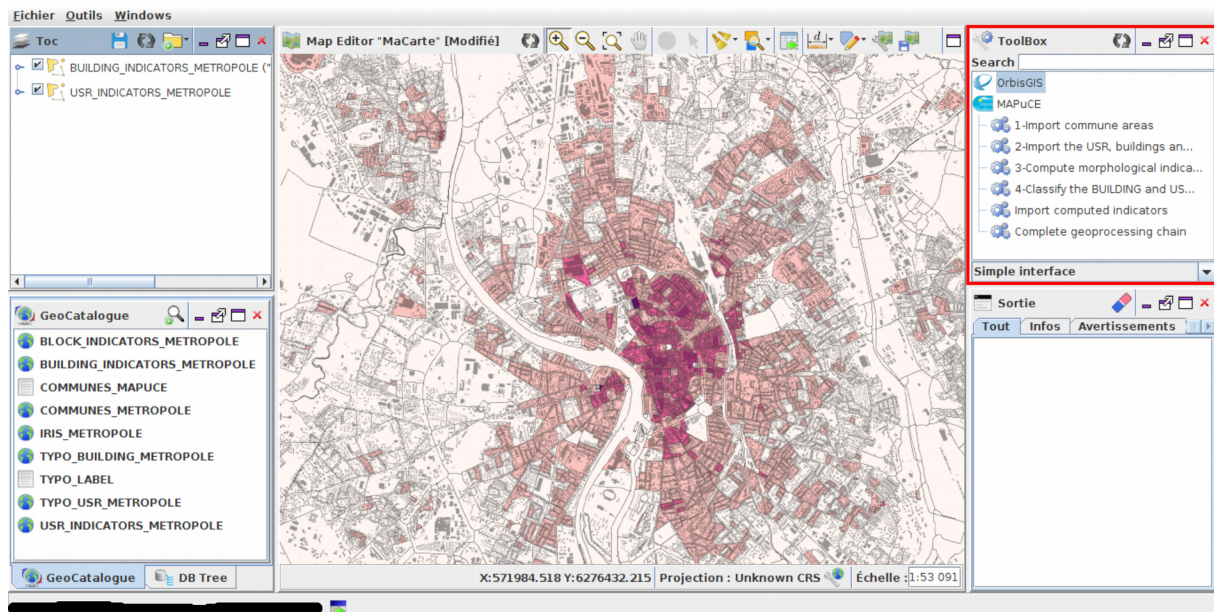 Fichier Outils Windows
Toc
BUILDING_INDICATORS_METROPOLE ("
USR_INDICATORS_METROPOLE
GeoCatalogue
BLOCK_INDICATORS_METROPOLE
BUILDING_INDICATORS_METROPOLE
COMMUNES_MAPUCE
COMMUNES_METROPOLE
IRIS_METROPOLE
TYPO_BUILDING_METROPOLE
TYPO_LABEL
TYPO_USR_METROPOLE
USR_INDICATORS_METROPOLE
GeoCatalogue DB Tree
Map Editor "MaCarte" [Modifié]
X:571984.518 Y:6276432.215 Projection : Unknown CRS Échelle : 1:53 091
ToolBox
Search
OrbisGIS
MAPuCE
1-Import commune areas
2-Import the USR, buildings an...
3-Compute morphological indica...
4-Classify the BUILDING and US...
Import computed indicators
Complete geoprocessing chain
Simple interface
Sortie
Tout Infos Avertissements